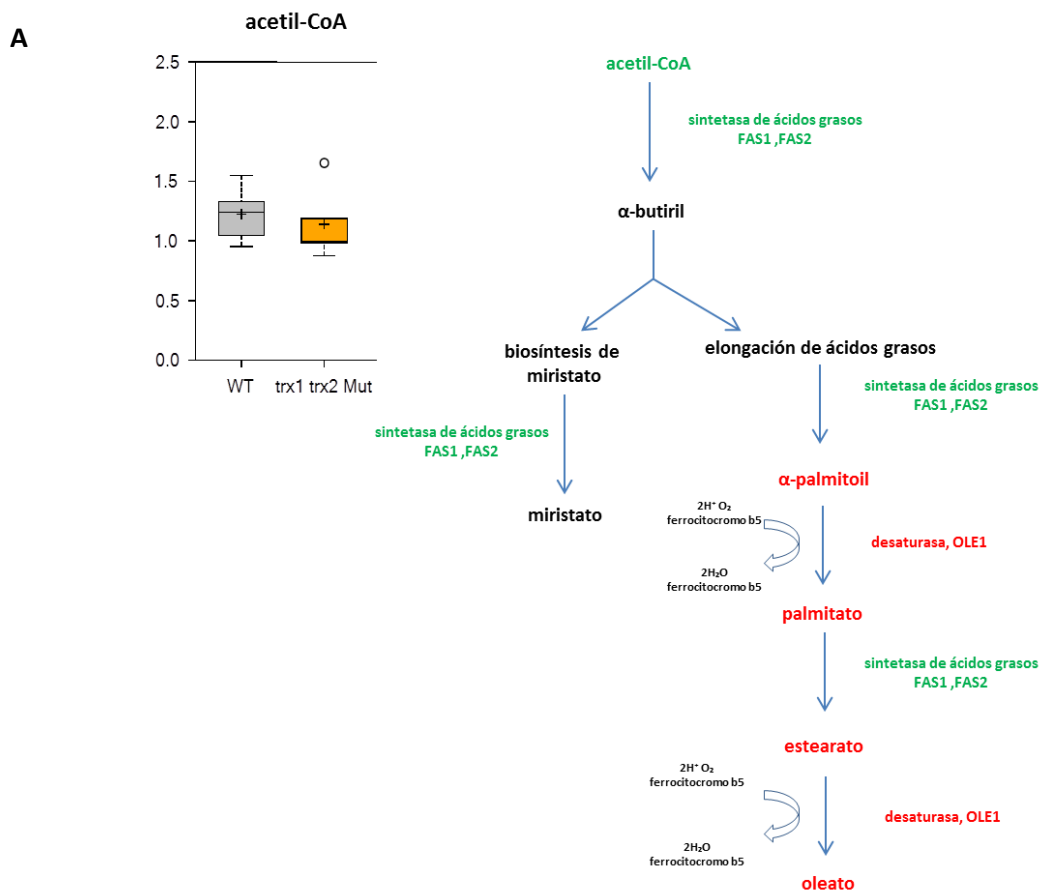 A
acetil-CoA
2.5
2.0
1.5
1.0
0.5
0.0
WT
trx1 trx2 Mut
acetil-CoA
sintetasa de ácidos grasos
FAS1 ,FAS2
α-butiril
biosíntesis de
miristato
elongación de ácidos grasos
sintetasa de ácidos grasos
FAS1 ,FAS2
sintetasa de ácidos grasos
FAS1 ,FAS2
miristato
α-palmitoil
2H⁺ O₂
ferrocitocromo b5
desaturasa, OLE1
2H₂O
ferrocitocromo b5
palmitato
sintetasa de ácidos grasos
FAS1 ,FAS2
estearato
2H⁺ O₂
ferrocitocromo b5
desaturasa, OLE1
2H₂O
ferrocitocromo b5
oleato